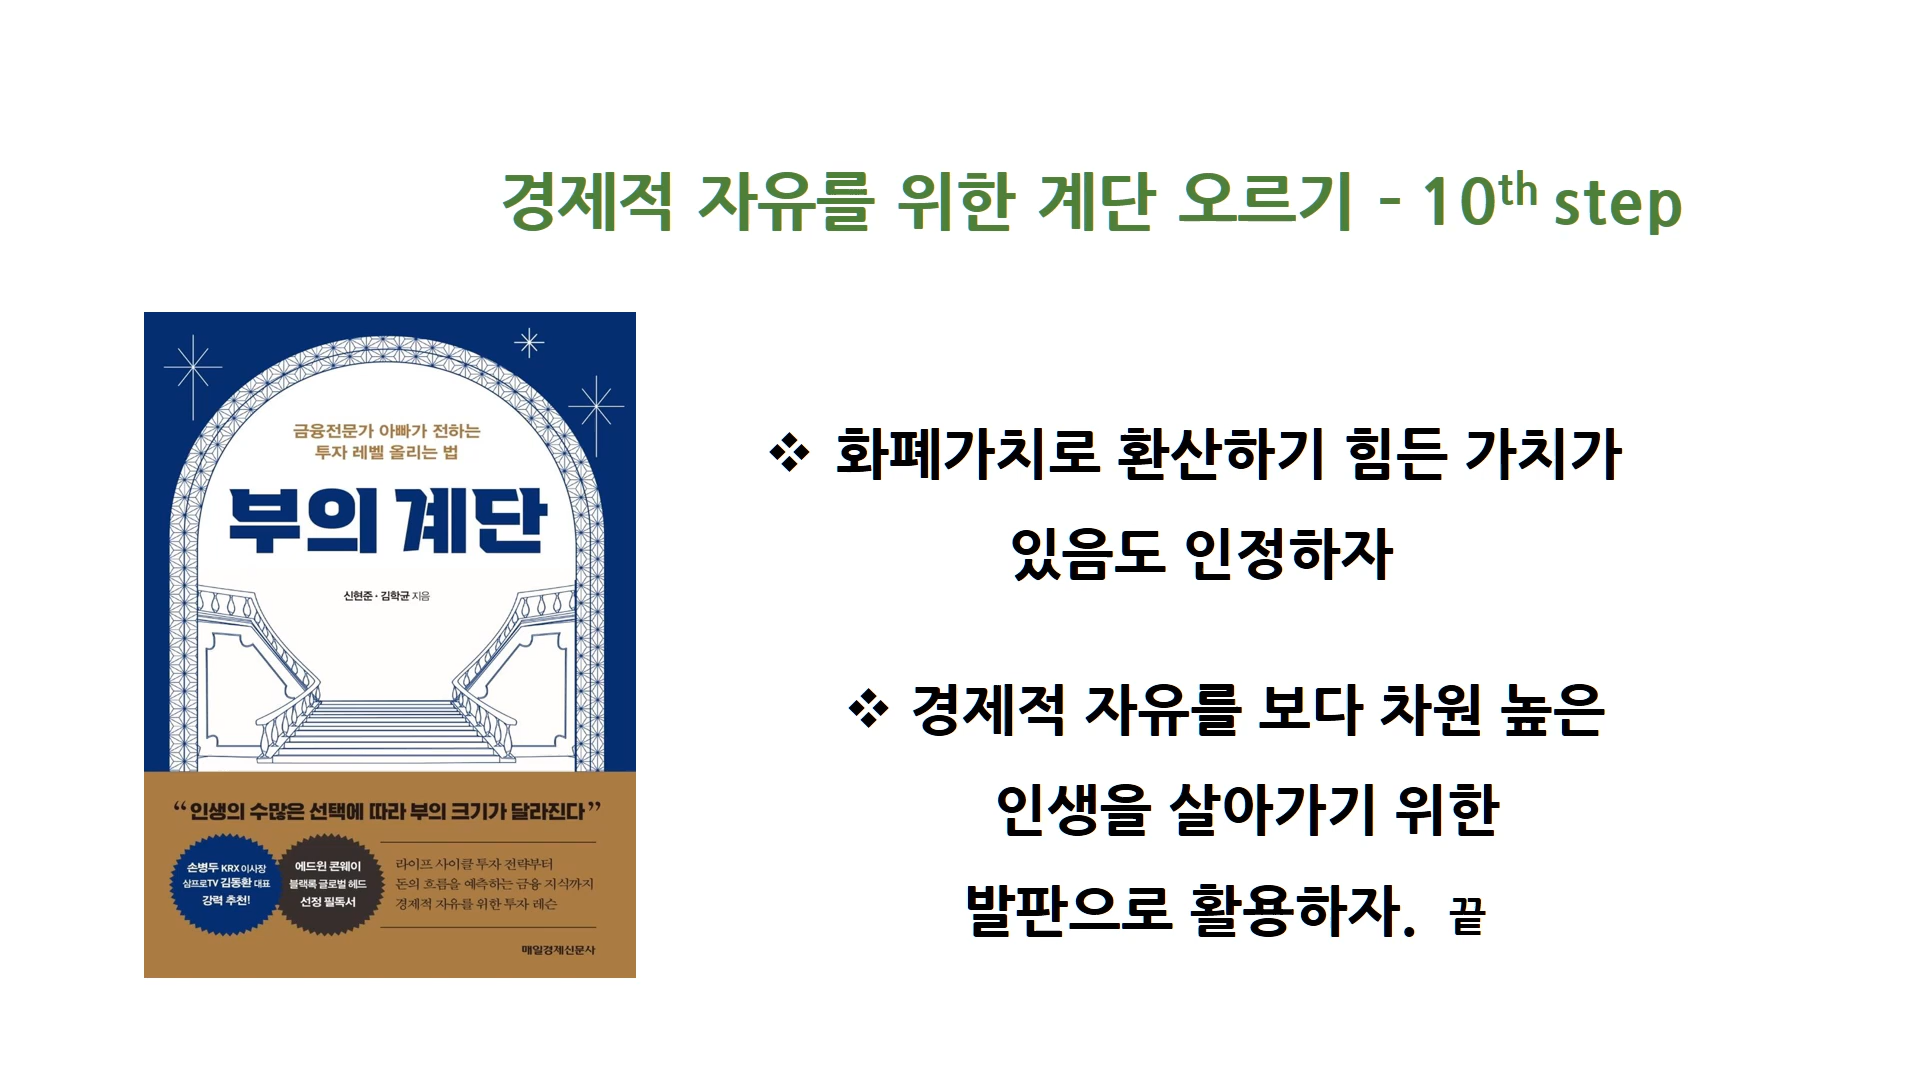 경제적 자유를 위한 계단 오르기 - 10th step
금융전문가 아빠가 전하는
투자 레벨 올리는 법
부의 계단
신현준 · 김학균 지음
“인생의 수많은 선택에 따라 부의 크기가 달라진다”
손병두 KRX 이사장
삼프로TV 김동환 대표
강력 추천!
에드윈 콘웨이
블랙록 글로벌 헤드
선정 필독서
라이프 사이클 투자 전략부터
돈의 흐름을 예측하는 금융 지식까지
경제적 자유를 위한 투자 레슨
매일경제신문사
❖ 화폐가치로 환산하기 힘든 가치가
있음도 인정하자
❖ 경제적 자유를 보다 차원 높은
인생을 살아가기 위한
발판으로 활용하자. 끝